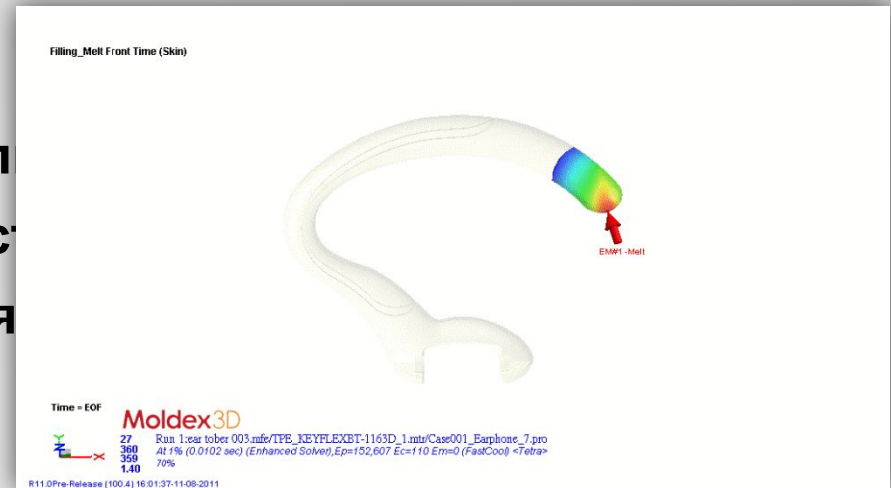 Filling_Melt Front Time (Skin)
EM#1 -Melt
Time = EOF
Moldex3D
Y
Z
X
27
360
359
1.40
Run 1:ear tober 003.mfe/TPE_KEYFLEXBT-1163D_1.mtr/Case001_Earphone_7.pro
At 1% (0.0102 sec) (Enhanced Solver),Ep=152,607 Ec=110 Em=0 (FastCool) <Tetra>
70%
R11.0Pre-Release (100.4) 16:01:37-11-08-2011